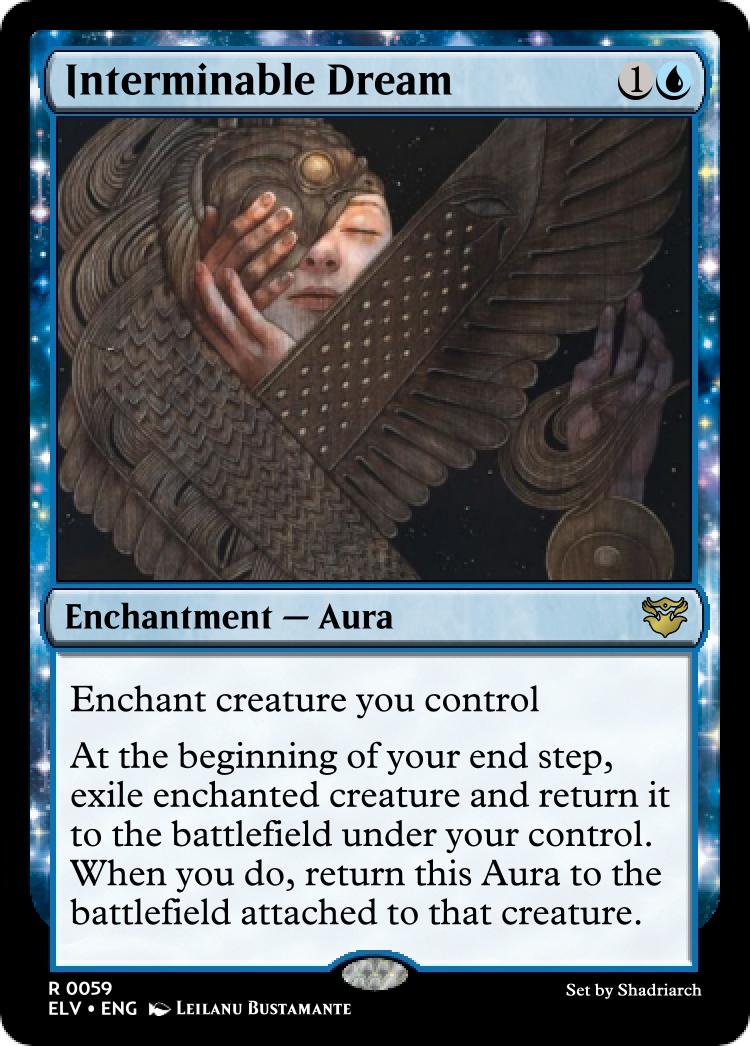 Interminable Dream 1
Enchantment — Aura
Enchant creature you control
At the beginning of your end step,
exile enchanted creature and return it
to the battlefield under your control.
When you do, return this Aura to the
battlefield attached to that creature.
R 0059
Set by Shadriarch
ELV • ENG Leilanu Bustamante